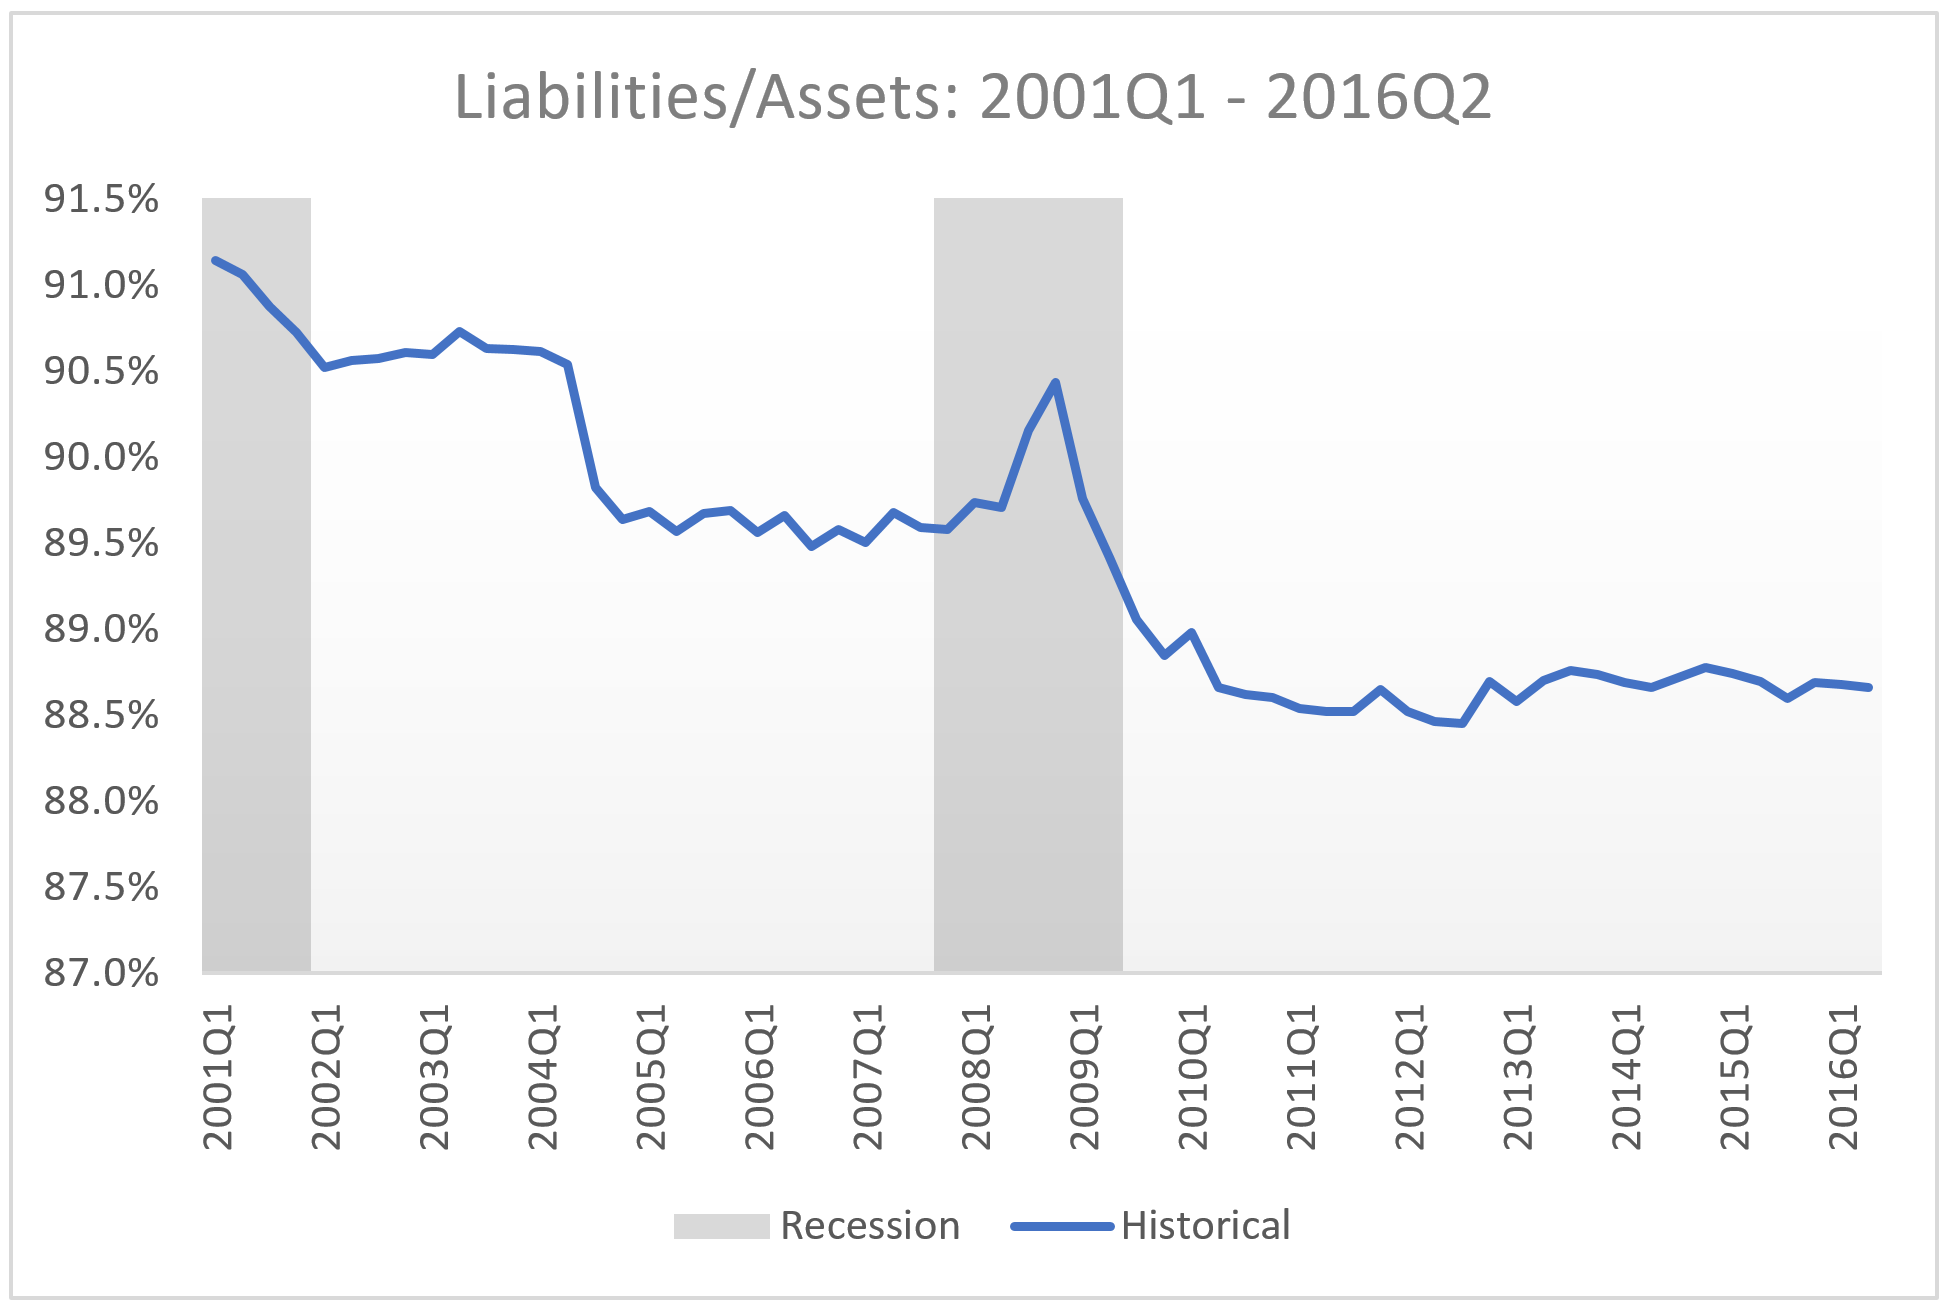 Liabilities/Assets: 2001Q1 - 2016Q2
91.5%
91.0%
90.5%
90.0%
89.5%
89.0%
88.5%
88.0%
87.5%
87.0%
2001Q1
2002Q1
2003Q1
2004Q1
2005Q1
2006Q1
2007Q1
2008Q1
2009Q1
2010Q1
2011Q1
2012Q1
2013Q1
2014Q1
2015Q1
2016Q1
Recession
Historical